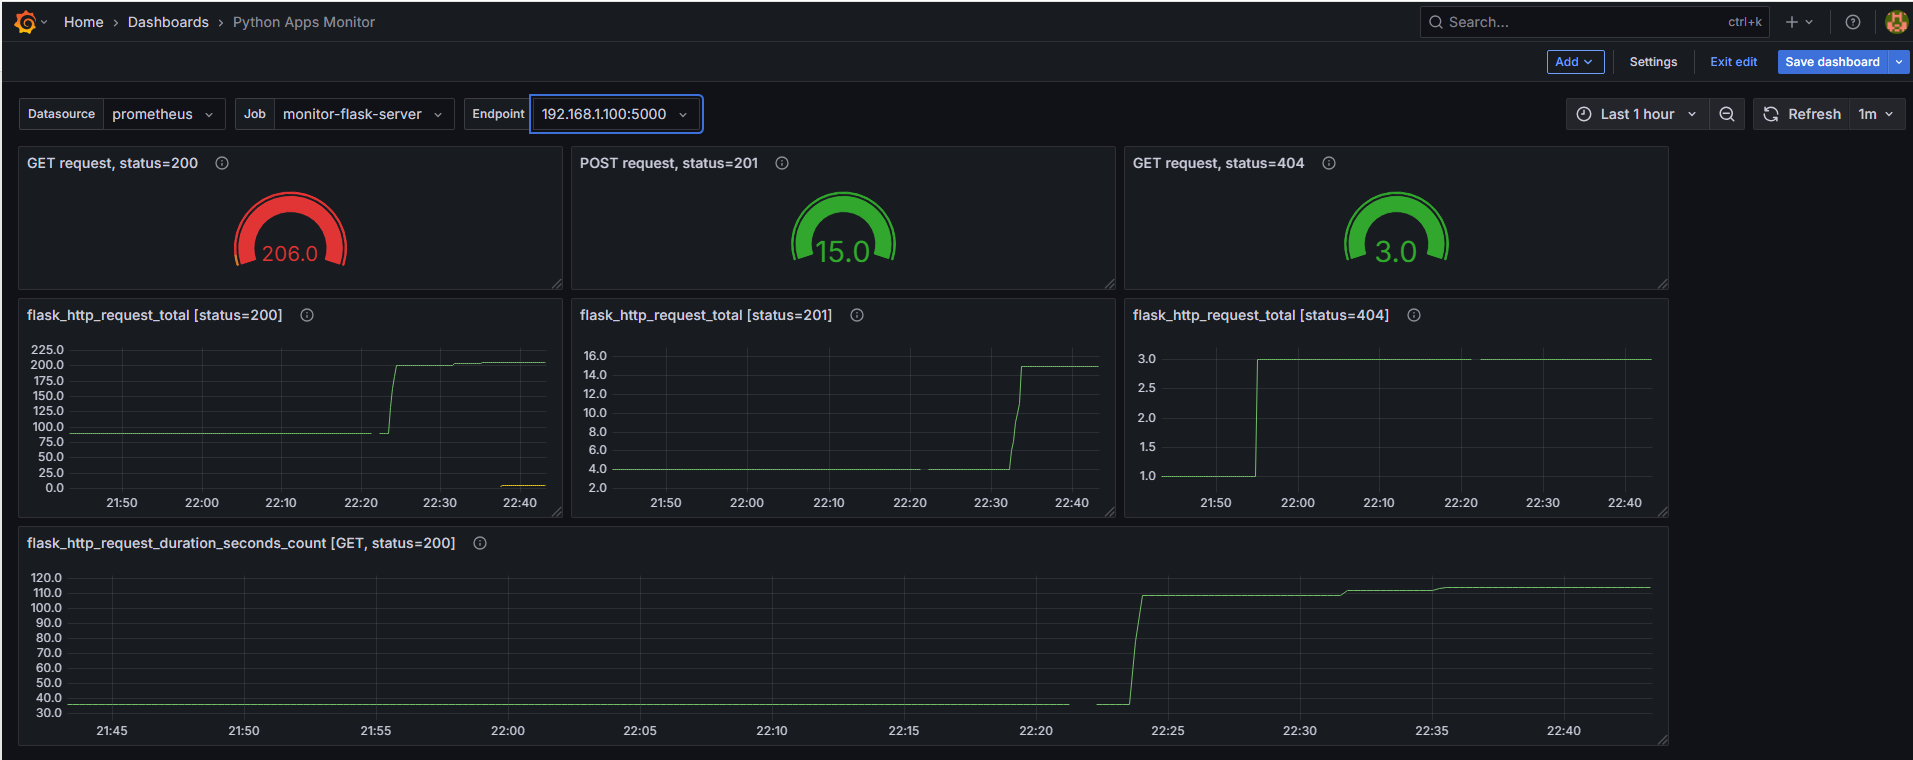 Home > Dashboards > Python Apps Monitor Search... ctrl+k
Add Settings Exit edit Save dashboard
Datasource prometheus Job monitor-flask-server Endpoint 192.168.1.100:5000 Last 1 hour Refresh 1m
GET request, status=200 POST request, status=201 GET request, status=404
206.0 15.0 3.0
flask_http_request_total [status=200]
225.0
200.0
175.0
150.0
125.0
100.0
75.0
50.0
25.0
0.0
21:50 22:00 22:10 22:20 22:30 22:40
flask_http_request_total [status=201]
16.0
14.0
12.0
10.0
8.0
6.0
4.0
2.0
21:50 22:00 22:10 22:20 22:30 22:40
flask_http_request_total [status=404]
3.0
2.5
2.0
1.5
1.0
21:50 22:00 22:10 22:20 22:30 22:40
flask_http_request_duration_seconds_count [GET, status=200]
120.0
110.0
100.0
90.0
80.0
70.0
60.0
50.0
40.0
30.0
21:45 21:50 21:55 22:00 22:05 22:10 22:15 22:20 22:25 22:30 22:35 22:40